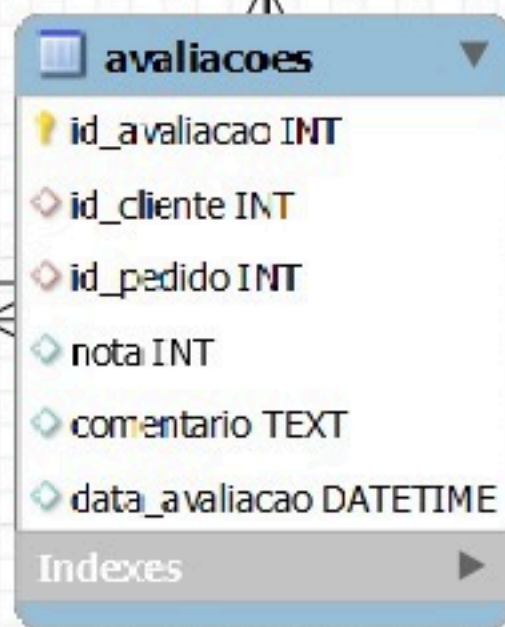 avaliacoes
id_avaliacao INT
id_cliente INT
id_pedido INT
nota INT
comentario TEXT
data_avaliacao DATETIME
Indexes